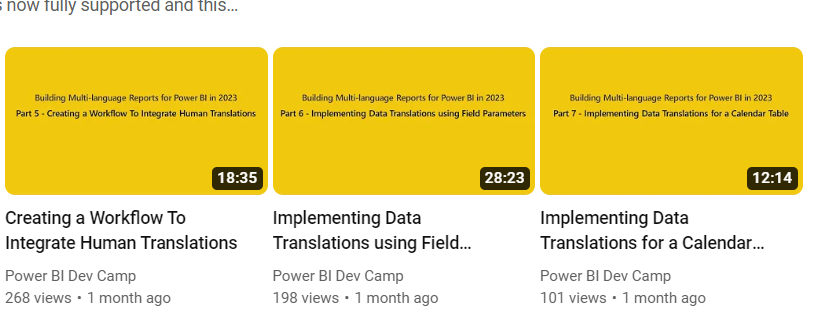 s now fully supported and this...
Building Multi-language Reports for Power BI in 2023
Part 5 - Creating a Workflow To Integrate Human Translations
18:35
Building Multi-language Reports for Power BI in 2023
Part 6 - Implementing Data Translations using Field Parameters
28:23
Building Multi-language Reports for Power BI in 2023
Part 7 - Implementing Data Translations for a Calendar Table
12:14
Creating a Workflow To
Integrate Human Translations
Power BI Dev Camp
268 views • 1 month ago
Implementing Data
Translations using Field...
Power BI Dev Camp
198 views • 1 month ago
Implementing Data
Translations for a Calendar...
Power BI Dev Camp
101 views • 1 month ago